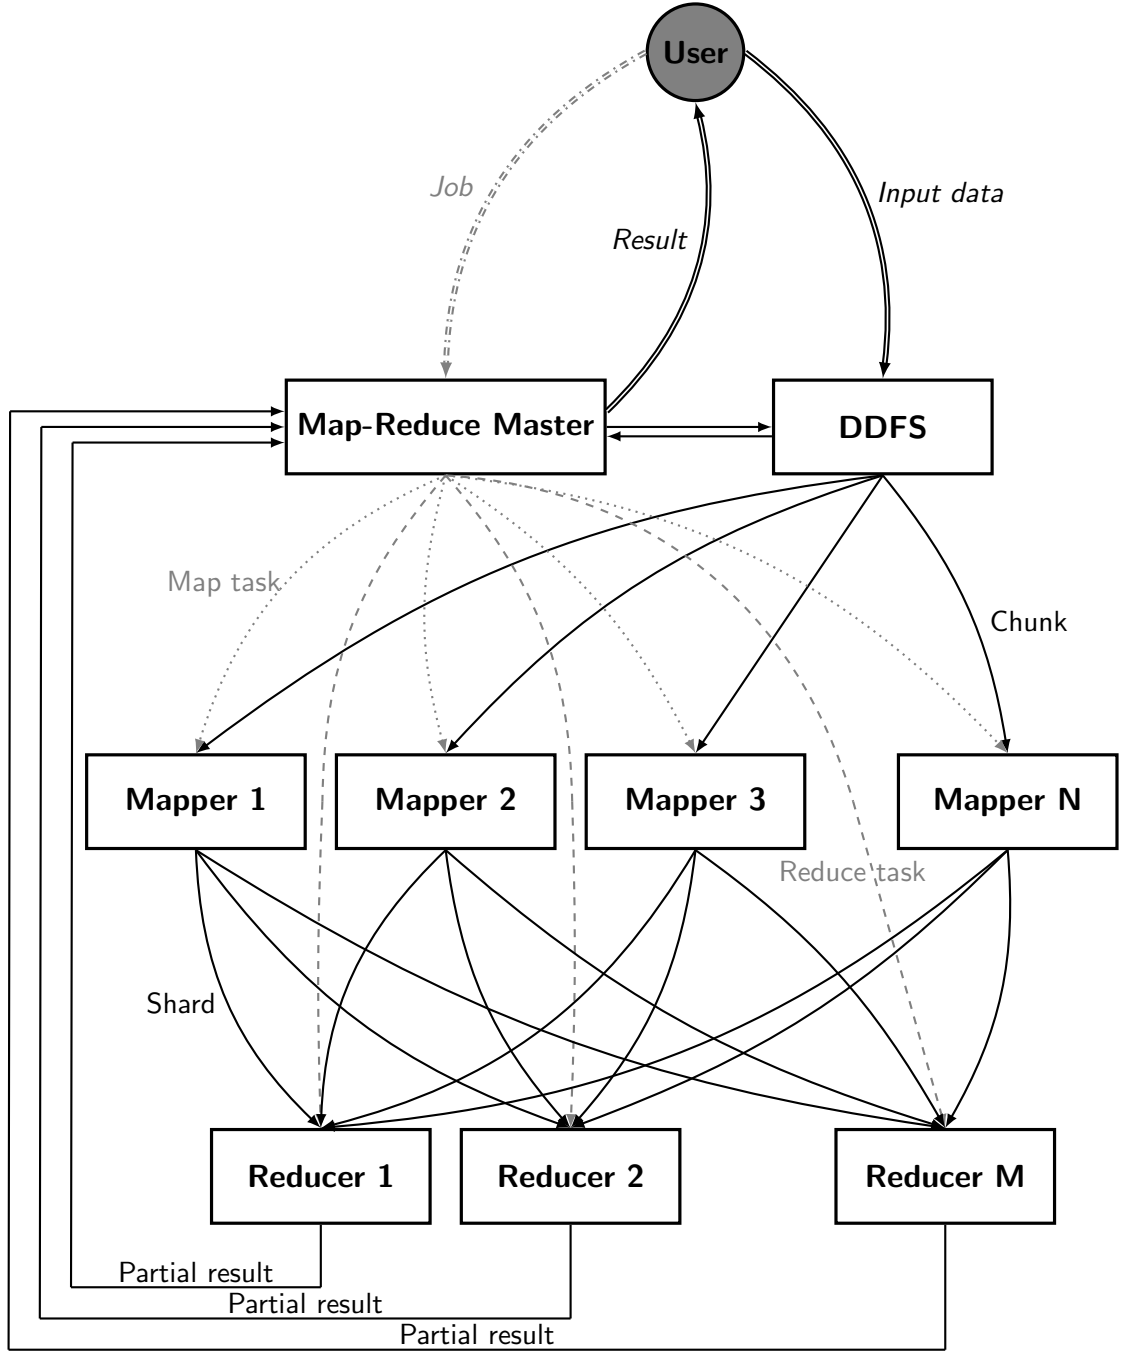 User
Job
Input data
Result
Map-Reduce Master
DDFS
Map task
Chunk
Mapper 1
Mapper 2
Mapper 3
Mapper N
Reduce task
Shard
Reducer 1
Reducer 2
Reducer M
Partial result
Partial result
Partial result